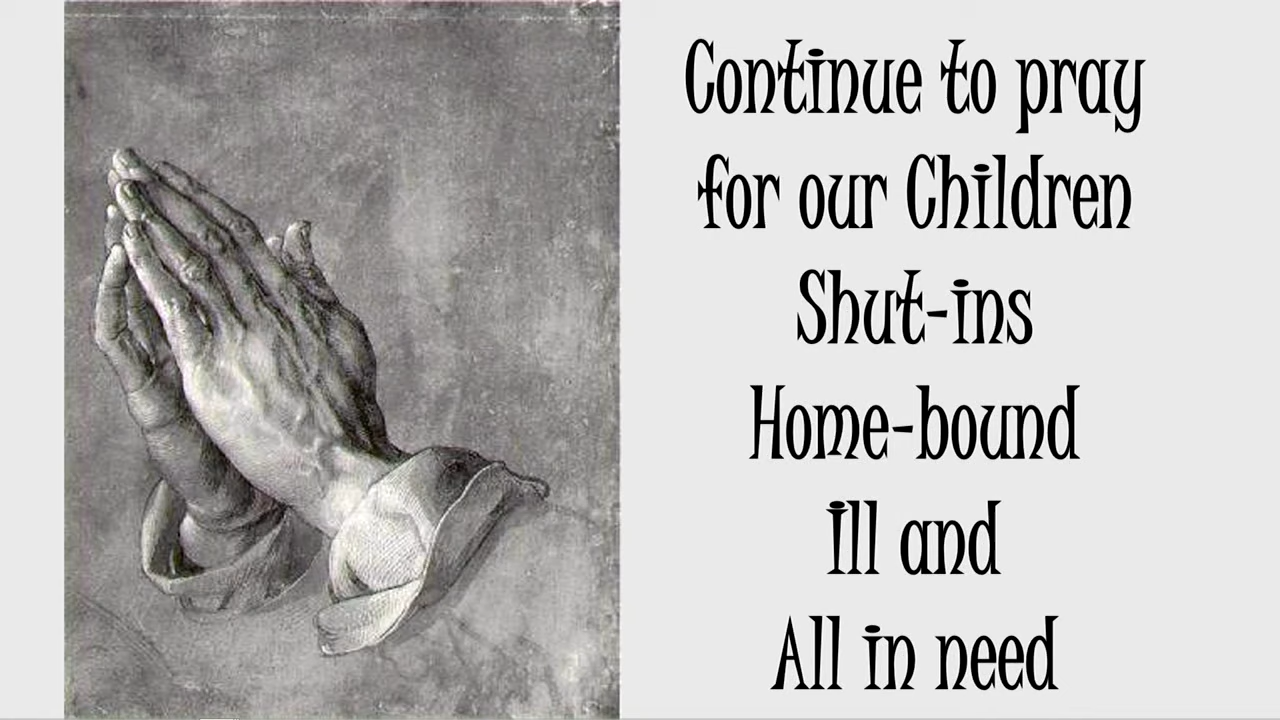 Continue to pray
for our Children
Shut-ins
Home-bound
Ill and
All in need